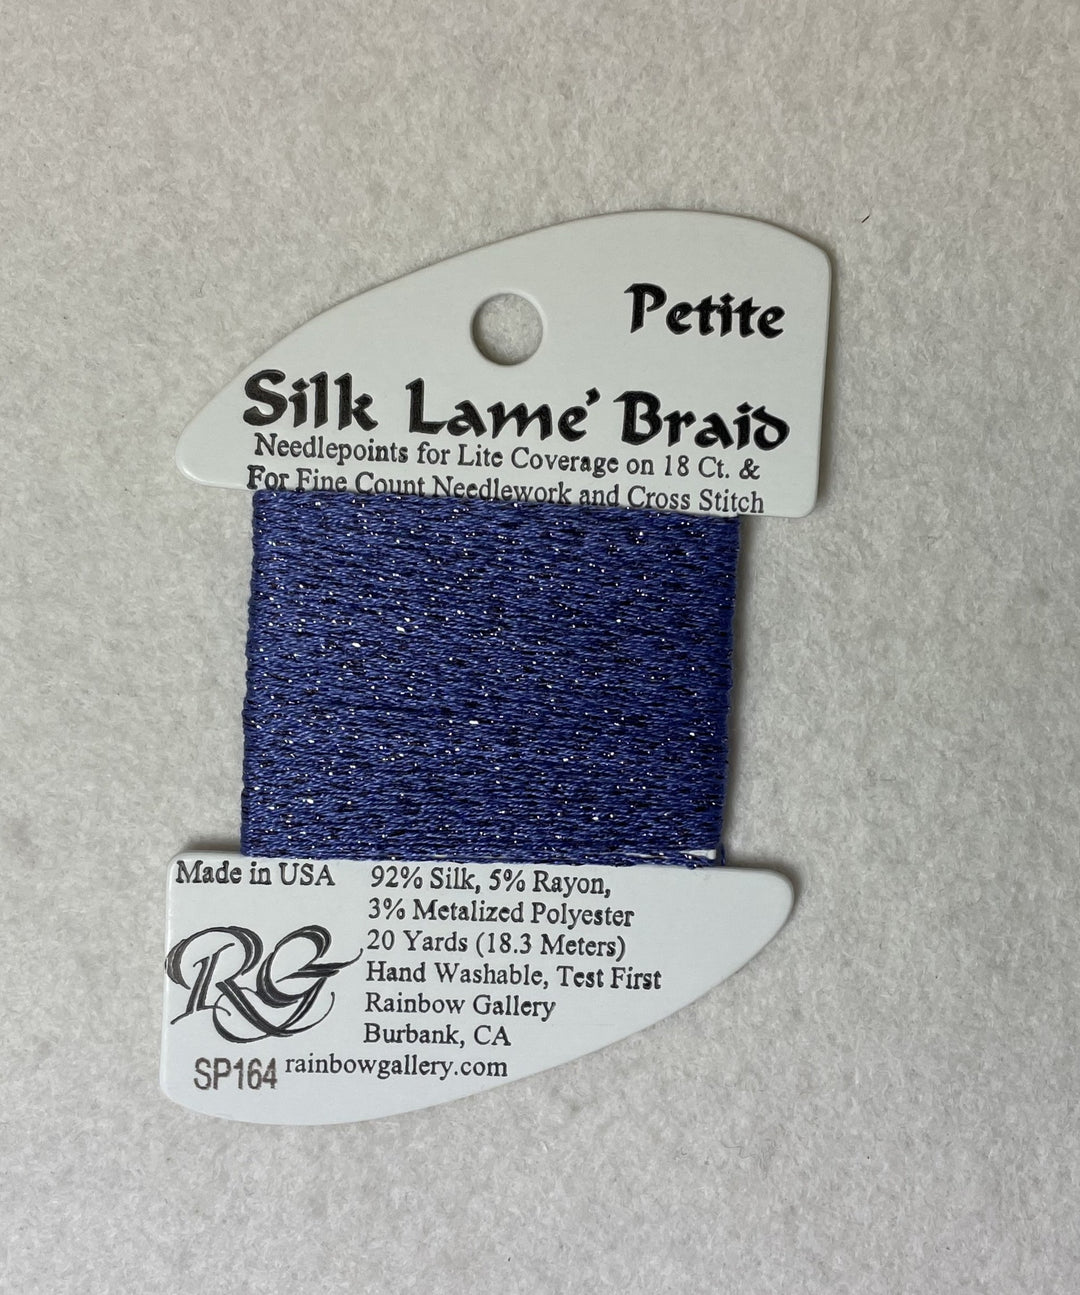 Petite
Silk Lame' Braid
Needlepoints for Lite Coverage on 18 Ct. &
For Fine Count Needlework and Cross Stitch
Made in USA
92% Silk, 5% Rayon,
3% Metalized Polyester
20 Yards (18.3 Meters)
Hand Washable, Test First
Rainbow Gallery
Burbank, CA
rainbowgallery.com
RG
SP164